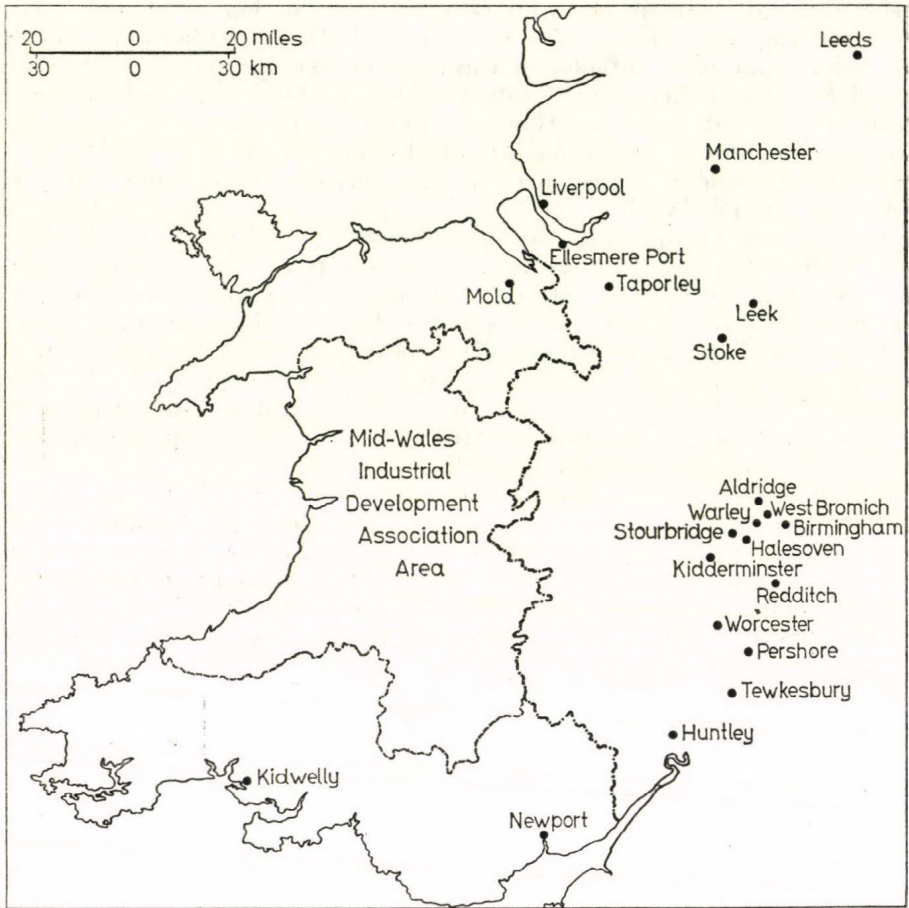 20 0 20 miles
30 0 30 km
Leeds
Manchester
Liverpool
Ellesmere Port
Mold
Taporley
Leek
Stoke
Mid-Wales
Industrial
Development
Association
Area
Aldridge
Warley
West Bromich
Stourbridge
Birmingham
Halesoven
Kidderminster
Redditch
Worcester
Pershore
Tewkesbury
Huntley
Kidwelly
Newport